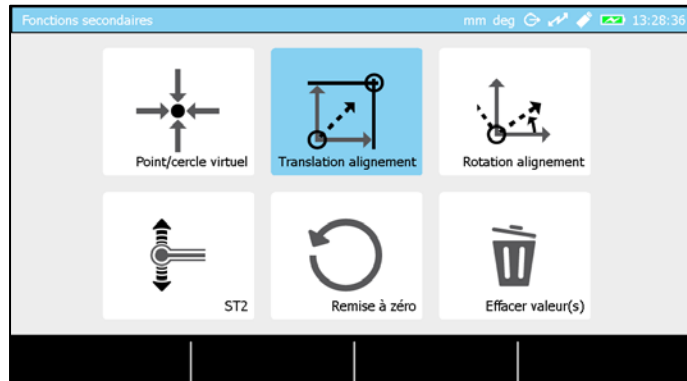 Fonctions secondaires mm deg 13:28:36
Point/cercle virtuel Translation alignement Rotation alignement
ST2 Remise à zéro Effacer valeur(s)